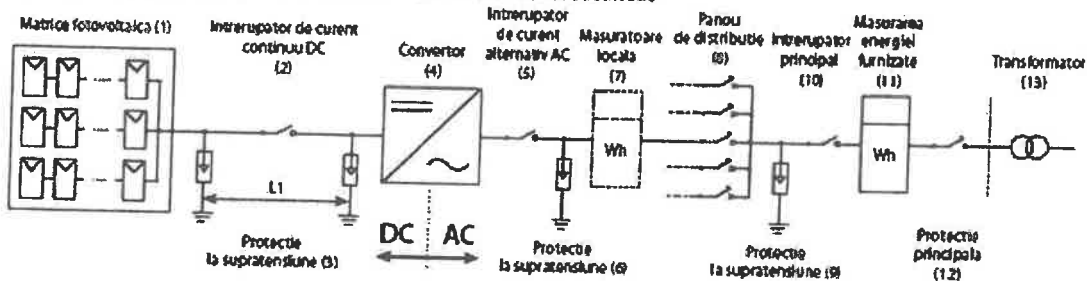 Matrice fotovoltaica (1)
Intrerupator de curent
continuu DC
(2)
Convertor
(4)
Intrerupator
de curent
alternativ AC
(5)
Masuratoare
locala
(7)
Panou
de distributie
(8)
Intrerupator
principal
(10)
Masurarea
energiei
furnizate
(11)
Transformator
(13)
Wh
Wh
L1
DC
AC
Protectie
la supratensiune (3)
Protectie
la supratensiune (6)
Protectie
la supratensiune (9)
Protectie
principala
(12)